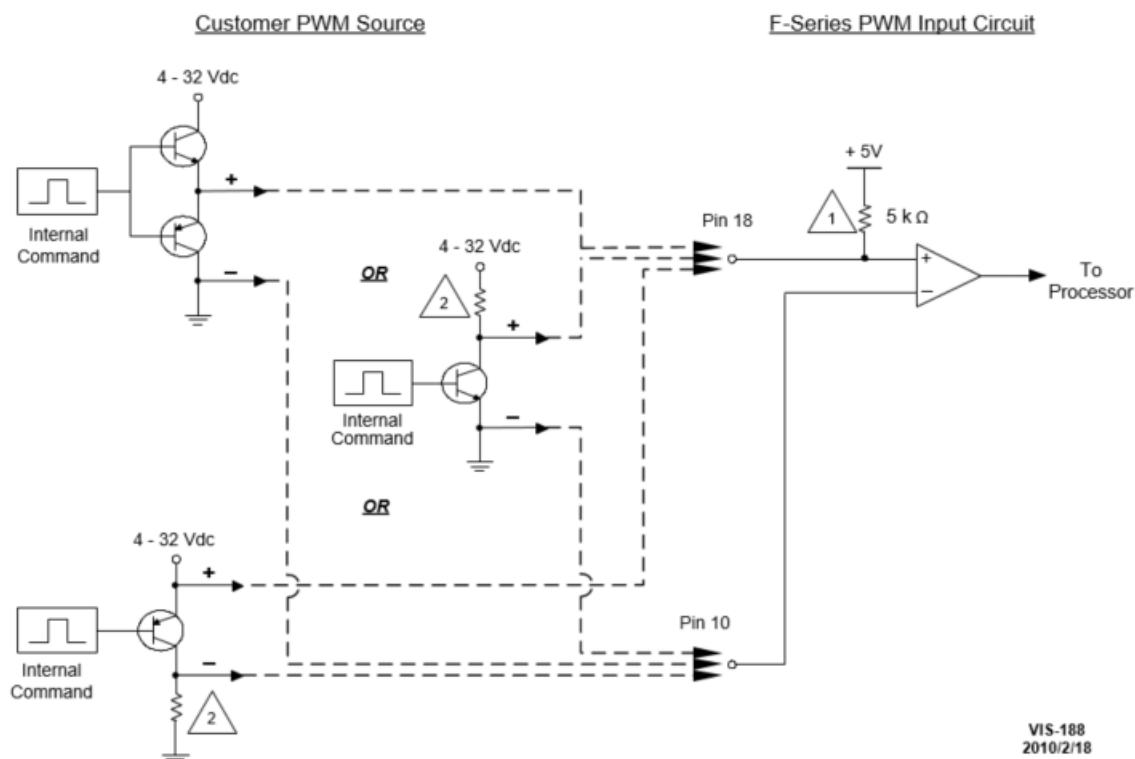 Customer PWM Source
F-Series PWM Input Circuit
4 - 32 Vdc
+
Internal
Command
−
OR
4 - 32 Vdc
2
+
Internal
Command
−
OR
4 - 32 Vdc
+
Internal
Command
−
2
Pin 18
+ 5V
1
5 k Ω
+
−
To
Processor
Pin 10
VIS-188
2010/2/18